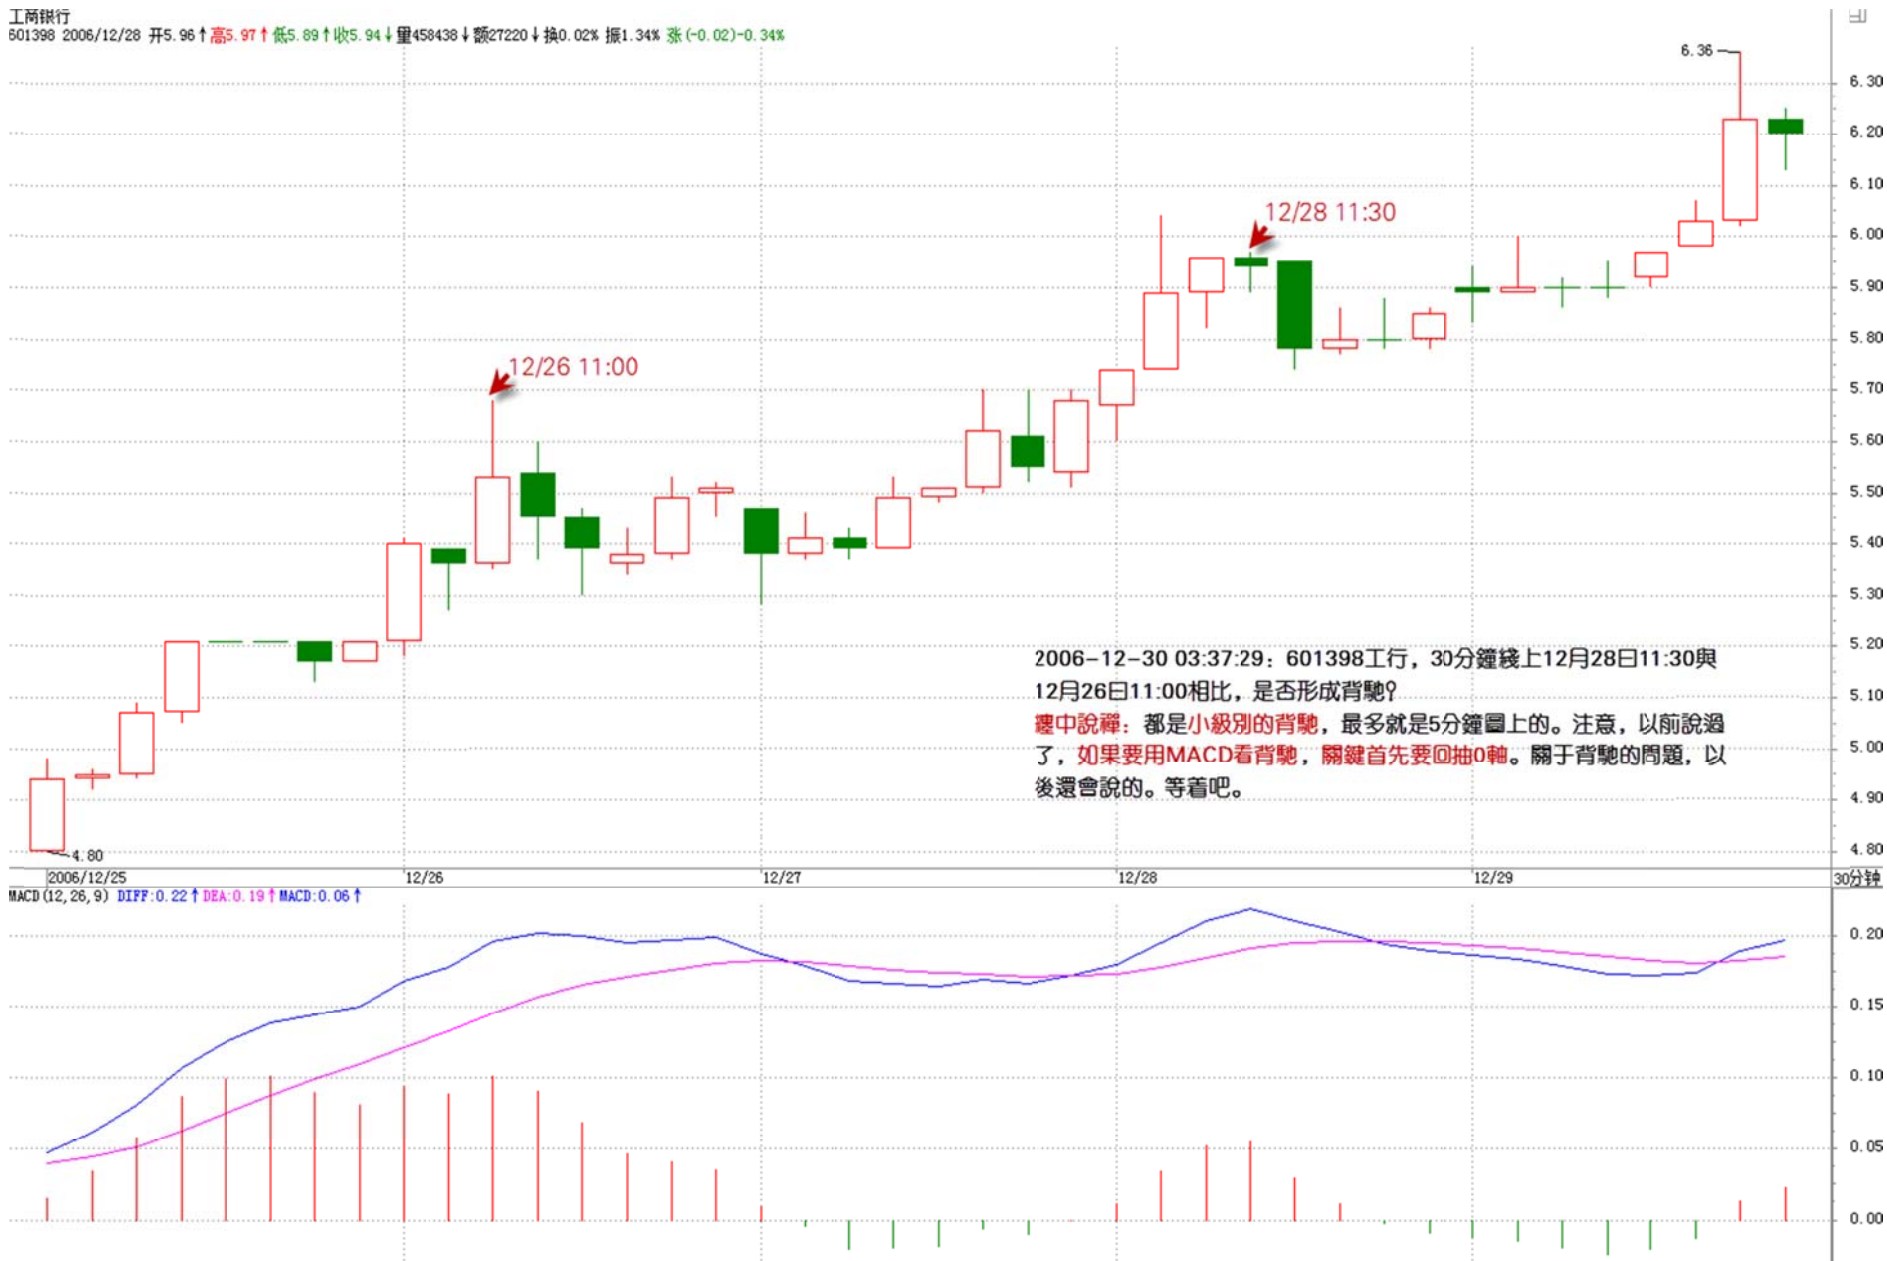 工商银行
601398 2006/12/28 开5.96↑高5.97↑低5.89↑收5.94↓量458438↓额27220↓换0.02% 振1.34% 涨(-0.02)-0.34%
6.36
6.30
6.20
6.10
12/28 11:30
6.00
5.90
5.80
12/26 11:00
5.70
5.60
5.50
5.40
5.30
5.20
2006-12-30 03:37:29：601398工行，30分鐘綫上12月28日11:30與
12月26日11:00相比，是否形成背馳？
5.10
纏中說禪：都是小級別的背馳，最多就是5分鐘圖上的。注意，以前說過
5.00
了，如果要用MACD看背馳，關鍵首先要回抽0軸。關于背馳的問題，以
後還會說的。等着吧。
4.90
4.80
4.80
2006/12/25 12/26 12/27 12/28 12/29 30分钟
MACD(12,26,9) DIFF:0.22↑ DEA:0.19↑ MACD:0.06↑
0.20
0.15
0.10
0.05
0.00